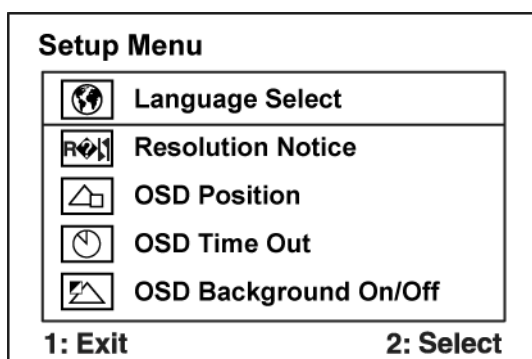 Setup Menu
Language Select
Resolution Notice
OSD Position
OSD Time Out
OSD Background On/Off
1: Exit 2: Select